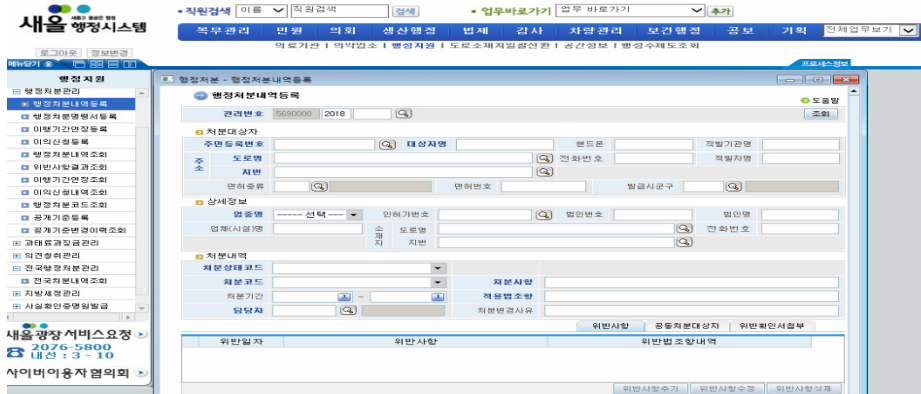 새올 행정시스템
직원검색 이름 직원검색 검색 업무바로가기 업무 바로가기 추가
복무관리 민원 의회 생산행정 법제 감사 차량관리 보건행정 공보 기획 전체업무보기
로그아웃 정보변경
의료기관 | 의약업소 | 행정지원 | 도로소재지일괄전환 | 공간정보 | 행정수제도조회
메뉴닫기
프로세스정보
행정지원
행정처분 - 행정처분내역등록
행정처분관리
행정처분내역등록
행정처분명령서등록
이행기간연장등록
이의신청등록
행정처분내역조회
위반사항결과조회
이행기간연장조회
이의신청내역조회
행정처분코드조회
공개기준등록
공개기준변경이력조회
과태료과징금관리
의견청취관리
전국행정처분관리
전국처분내역조회
지방세정관리
사실확인증명원발급
새올광장서비스요청
2076-5800
내선 : 3 - 10
사이버이용자협의회
행정처분내역등록
도움말
관리번호 5690000 2018 조회
처분대상자
주민등록번호 대상자명 핸드폰 적발기관명
주소 도로명 전화번호 적발자명
지번
면허종류 면허번호 발급시군구
상세정보
업종명 ----- 선택 --- 인허가번호 법인번호 법인명
업체(시설)명 소재지 도로명 전화번호
지번
처분내역
처분상태코드
처분코드 처분사항
처분기간 ~ 적용법조항
담당자 처분변경사유
위반사항 공동처분대상자 위반확인서첨부
위반일자 위반사항 위반법조항내역
위반사항추가 위반사항수정 위반사항삭제